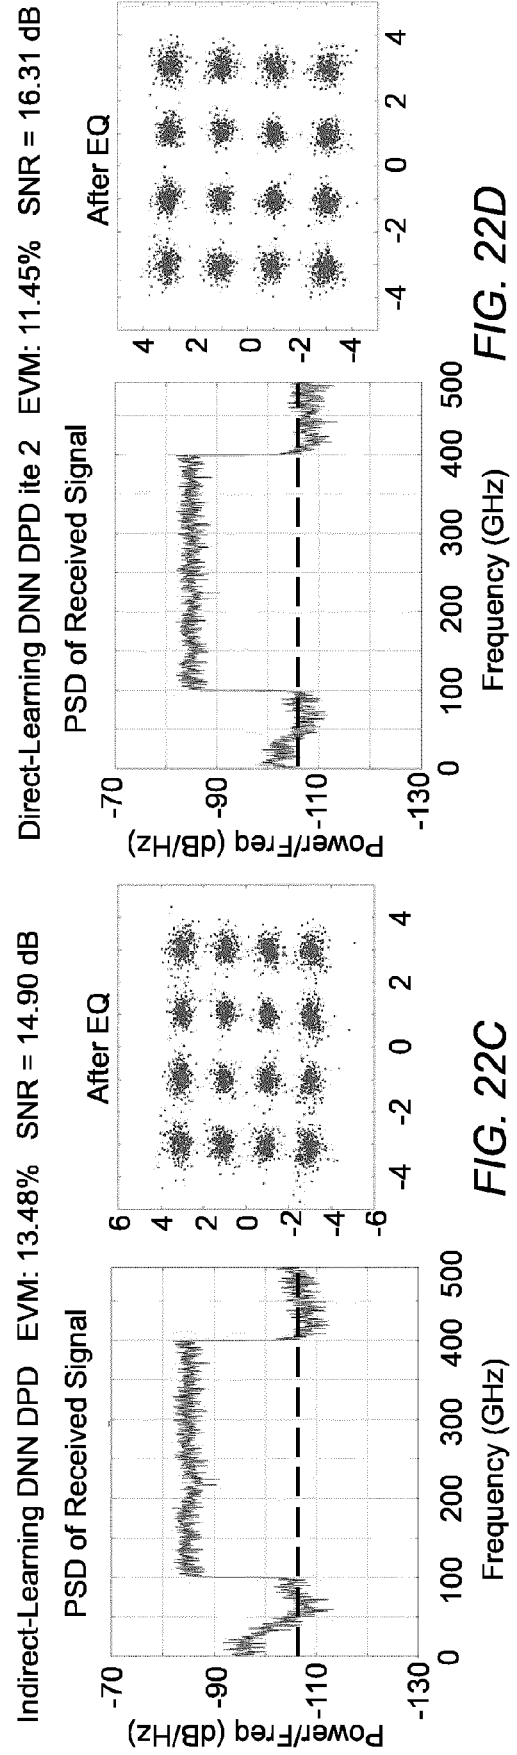 Indirect-Learning DNN DPD EVM: 13.48% SNR = 14.90 dB
PSD of Received Signal
Power/Freq (dB/Hz)
-70
-90
-110
-130
0 100 200 300 400 500
Frequency (GHz)
After EQ
6
4
2
0
-2
-4
-6
-4 -2 0 2 4
FIG. 22C
Direct-Learning DNN DPD ite 2 EVM: 11.45% SNR = 16.31 dB
PSD of Received Signal
Power/Freq (dB/Hz)
-70
-90
-110
-130
0 100 200 300 400 500
Frequency (GHz)
After EQ
4
2
0
-2
-4
-4 -2 0 2 4
FIG. 22D